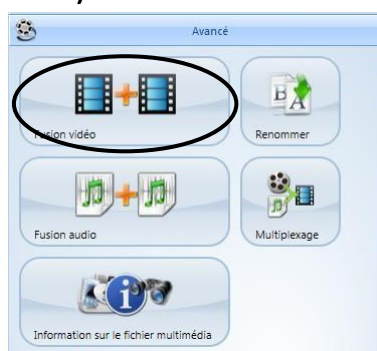 Avancé
Fusion vidéo
Renommer
Fusion audio
Multiplexage
Information sur le fichier multimédia